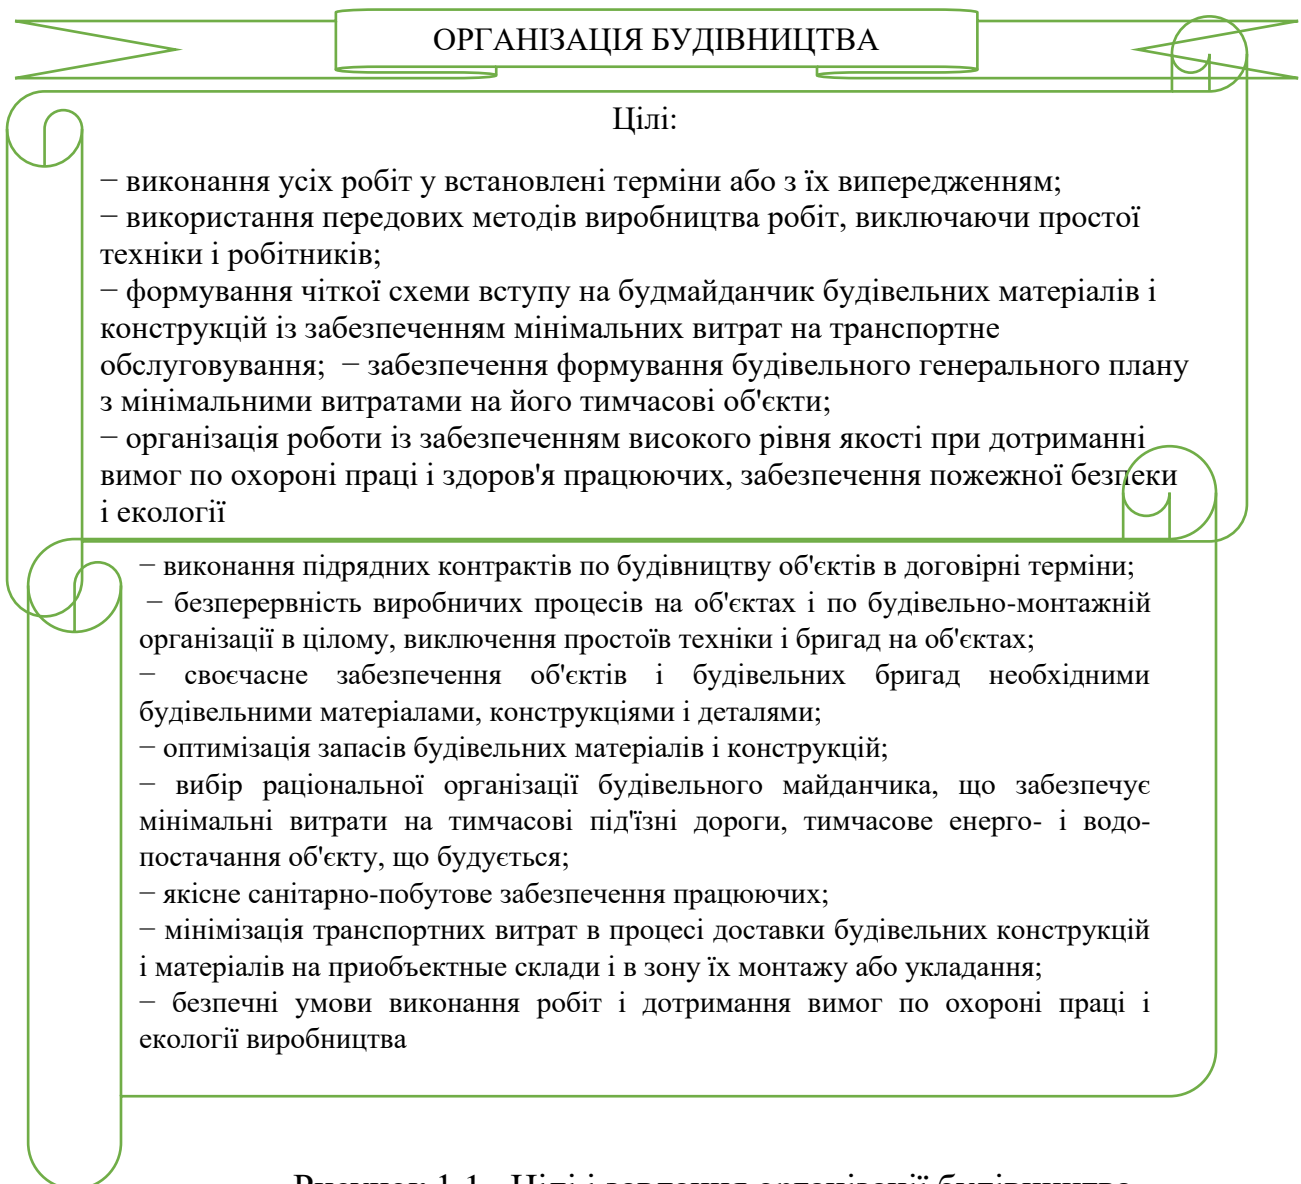 ОРГАНІЗАЦІЯ БУДІВНИЦТВА
Цілі:
− виконання усіх робіт у встановлені терміни або з їх випередженням;
− використання передових методів виробництва робіт, виключаючи простої
техніки і робітників;
− формування чіткої схеми вступу на будмайданчик будівельних матеріалів і
конструкцій із забезпеченням мінімальних витрат на транспортне
обслуговування; − забезпечення формування будівельного генерального плану
з мінімальними витратами на його тимчасові об'єкти;
− організація роботи із забезпеченням високого рівня якості при дотриманні
вимог по охороні праці і здоров'я працюючих, забезпечення пожежної безпеки
і екології
− виконання підрядних контрактів по будівництву об'єктів в договірні терміни;
− безперервність виробничих процесів на об'єктах і по будівельно-монтажній
організації в цілому, виключення простоїв техніки і бригад на об'єктах;
− своєчасне забезпечення об'єктів і будівельних бригад необхідними
будівельними матеріалами, конструкціями і деталями;
− оптимізація запасів будівельних матеріалів і конструкцій;
− вибір раціональної організації будівельного майданчика, що забезпечує
мінімальні витрати на тимчасові під'їзні дороги, тимчасове енерго- і водо-
постачання об'єкту, що будується;
− якісне санітарно-побутове забезпечення працюючих;
− мінімізація транспортних витрат в процесі доставки будівельних конструкцій
і матеріалів на приобъектные склади і в зону їх монтажу або укладання;
− безпечні умови виконання робіт і дотримання вимог по охороні праці і
екології виробництва
Рисунок 1.1 - Цілі і завдання організації будівництва